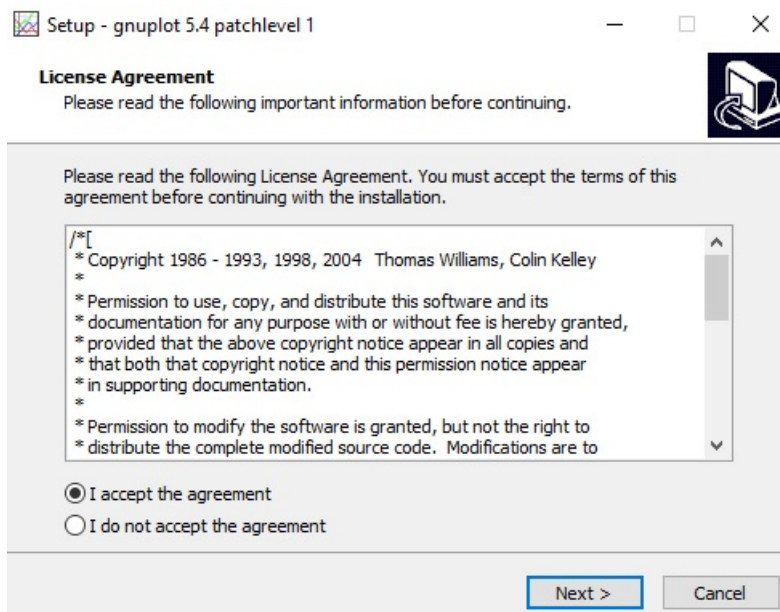 Setup - gnuplot 5.4 patchlevel 1
License Agreement
Please read the following important information before continuing.
Please read the following License Agreement. You must accept the terms of this
agreement before continuing with the installation.
/*[
* Copyright 1986 - 1993, 1998, 2004 Thomas Williams, Colin Kelley
*
* Permission to use, copy, and distribute this software and its
* documentation for any purpose with or without fee is hereby granted,
* provided that the above copyright notice appear in all copies and
* that both that copyright notice and this permission notice appear
* in supporting documentation.
*
* Permission to modify the software is granted, but not the right to
* distribute the complete modified source code. Modifications are to
I accept the agreement
I do not accept the agreement
Next >
Cancel